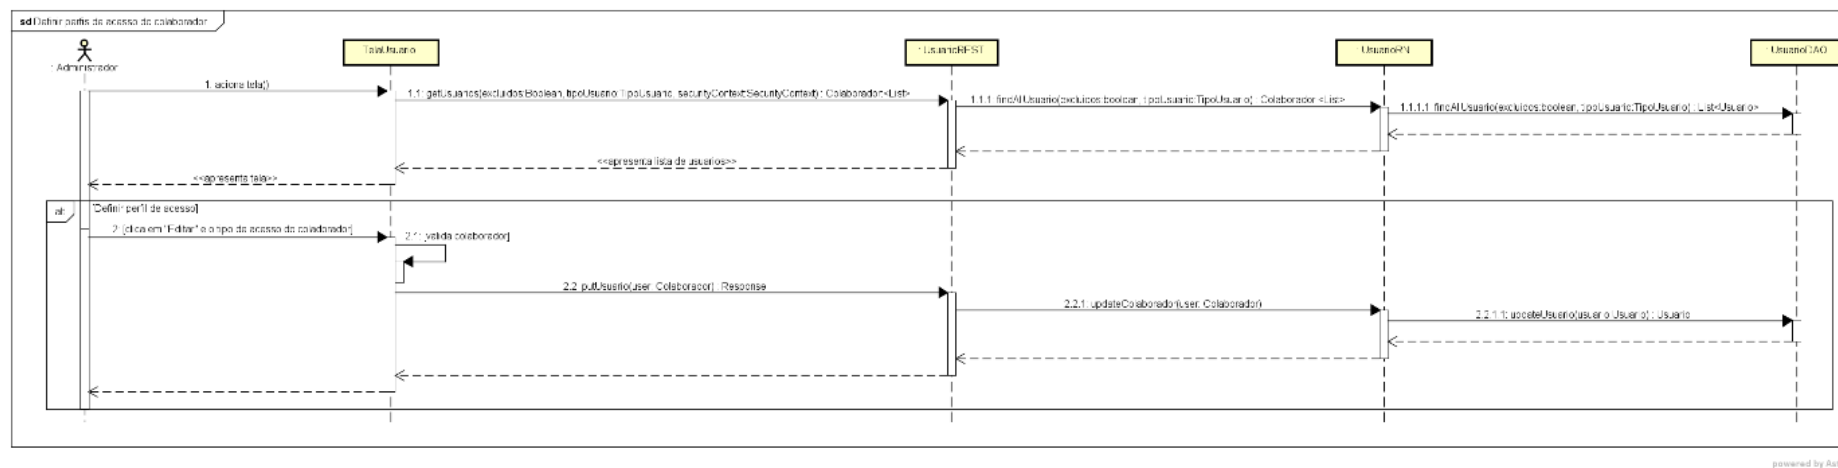 sd Definir perfis de acesso do colaborador
: Administrador
TelaUsuario
: UsuarioREST
: UsuarioRN
: UsuarioDAO
1: aciona tela()
1.1: getUsuarios(excluidos:Boolean, tipoUsuario:TipoUsuario, securityContext:SecurityContext) : Colaborador<List>
1.1.1: findAllUsuario(excluidos:boolean, tipoUsuario:TipoUsuario) : Colaborador <List>
1.1.1.1: findAllUsuario(excluidos:boolean, tipoUsuario:TipoUsuario) : List<Usuario>
<<apresenta lista de usuarios>>
<<apresenta tela>>
alt
[Definir perfil de acesso]
2: [clica em "Editar" e o tipo de acesso do colaborador]
2.1: [valida colaborador]
2.2: putUsuario(user: Colaborador) : Response
2.2.1: updateColaborador(user: Colaborador)
2.2.1.1: updateUsuario(usuario:Usuario) : Usuario
powered by